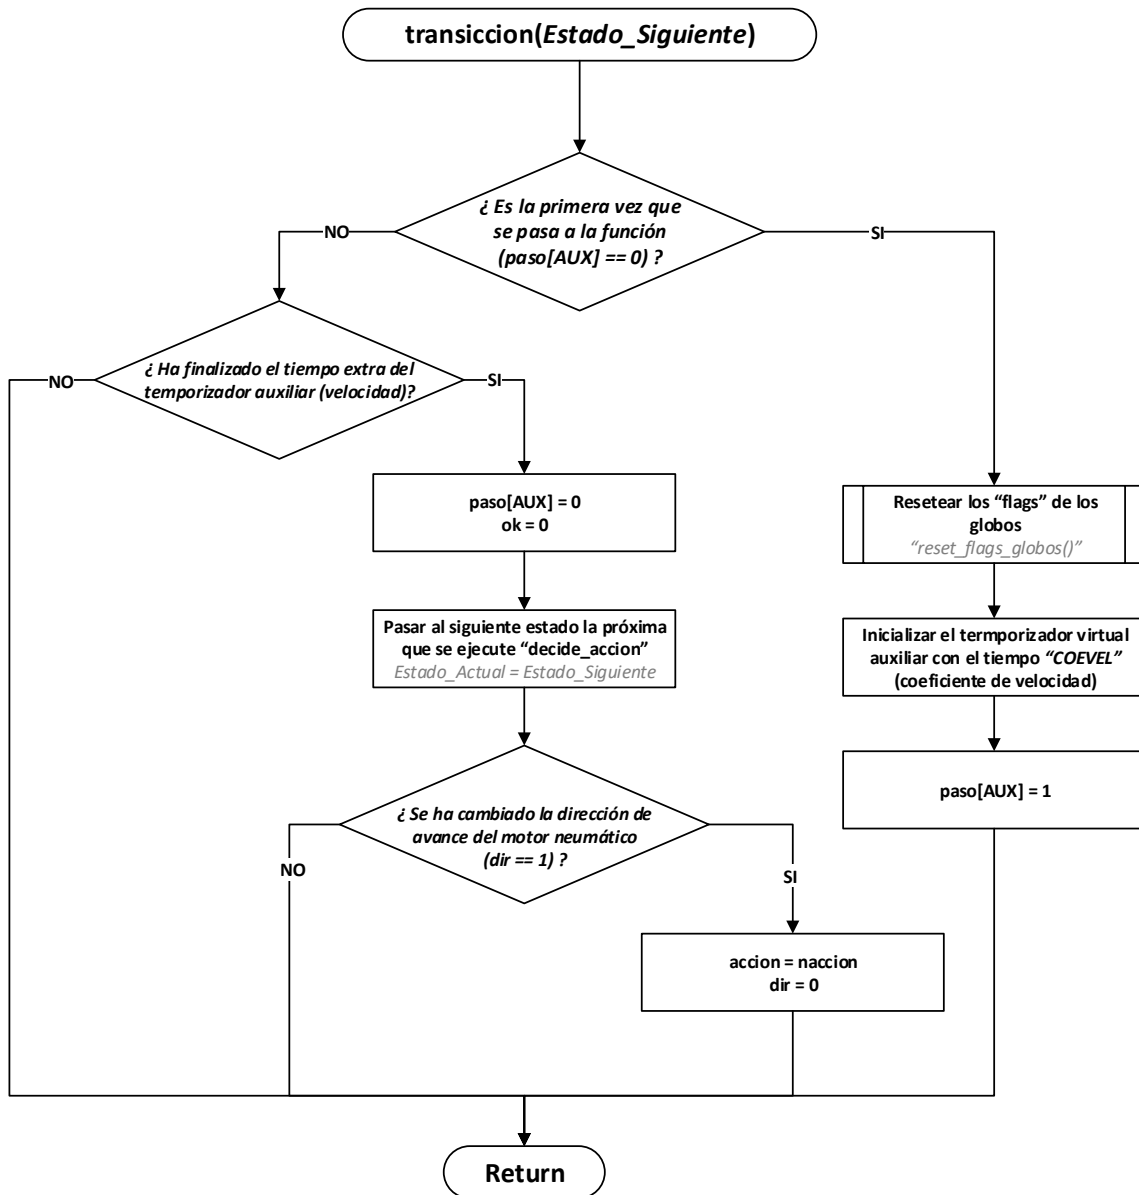 transiccion(Estado_Siguiente)
¿ Es la primera vez que
se pasa a la función
(paso[AUX] == 0) ?
NO
SI
¿ Ha finalizado el tiempo extra del
temporizador auxiliar (velocidad)?
NO
SI
paso[AUX] = 0
ok = 0
Resetear los “flags” de los
globos
“reset_flags_globos()”
Pasar al siguiente estado la próxima
que se ejecute “decide_accion”
Estado_Actual = Estado_Siguiente
Inicializar el termporizador virtual
auxiliar con el tiempo “COEVEL”
(coeficiente de velocidad)
paso[AUX] = 1
¿ Se ha cambiado la dirección de
avance del motor neumático
(dir == 1) ?
NO
SI
accion = naccion
dir = 0
Return